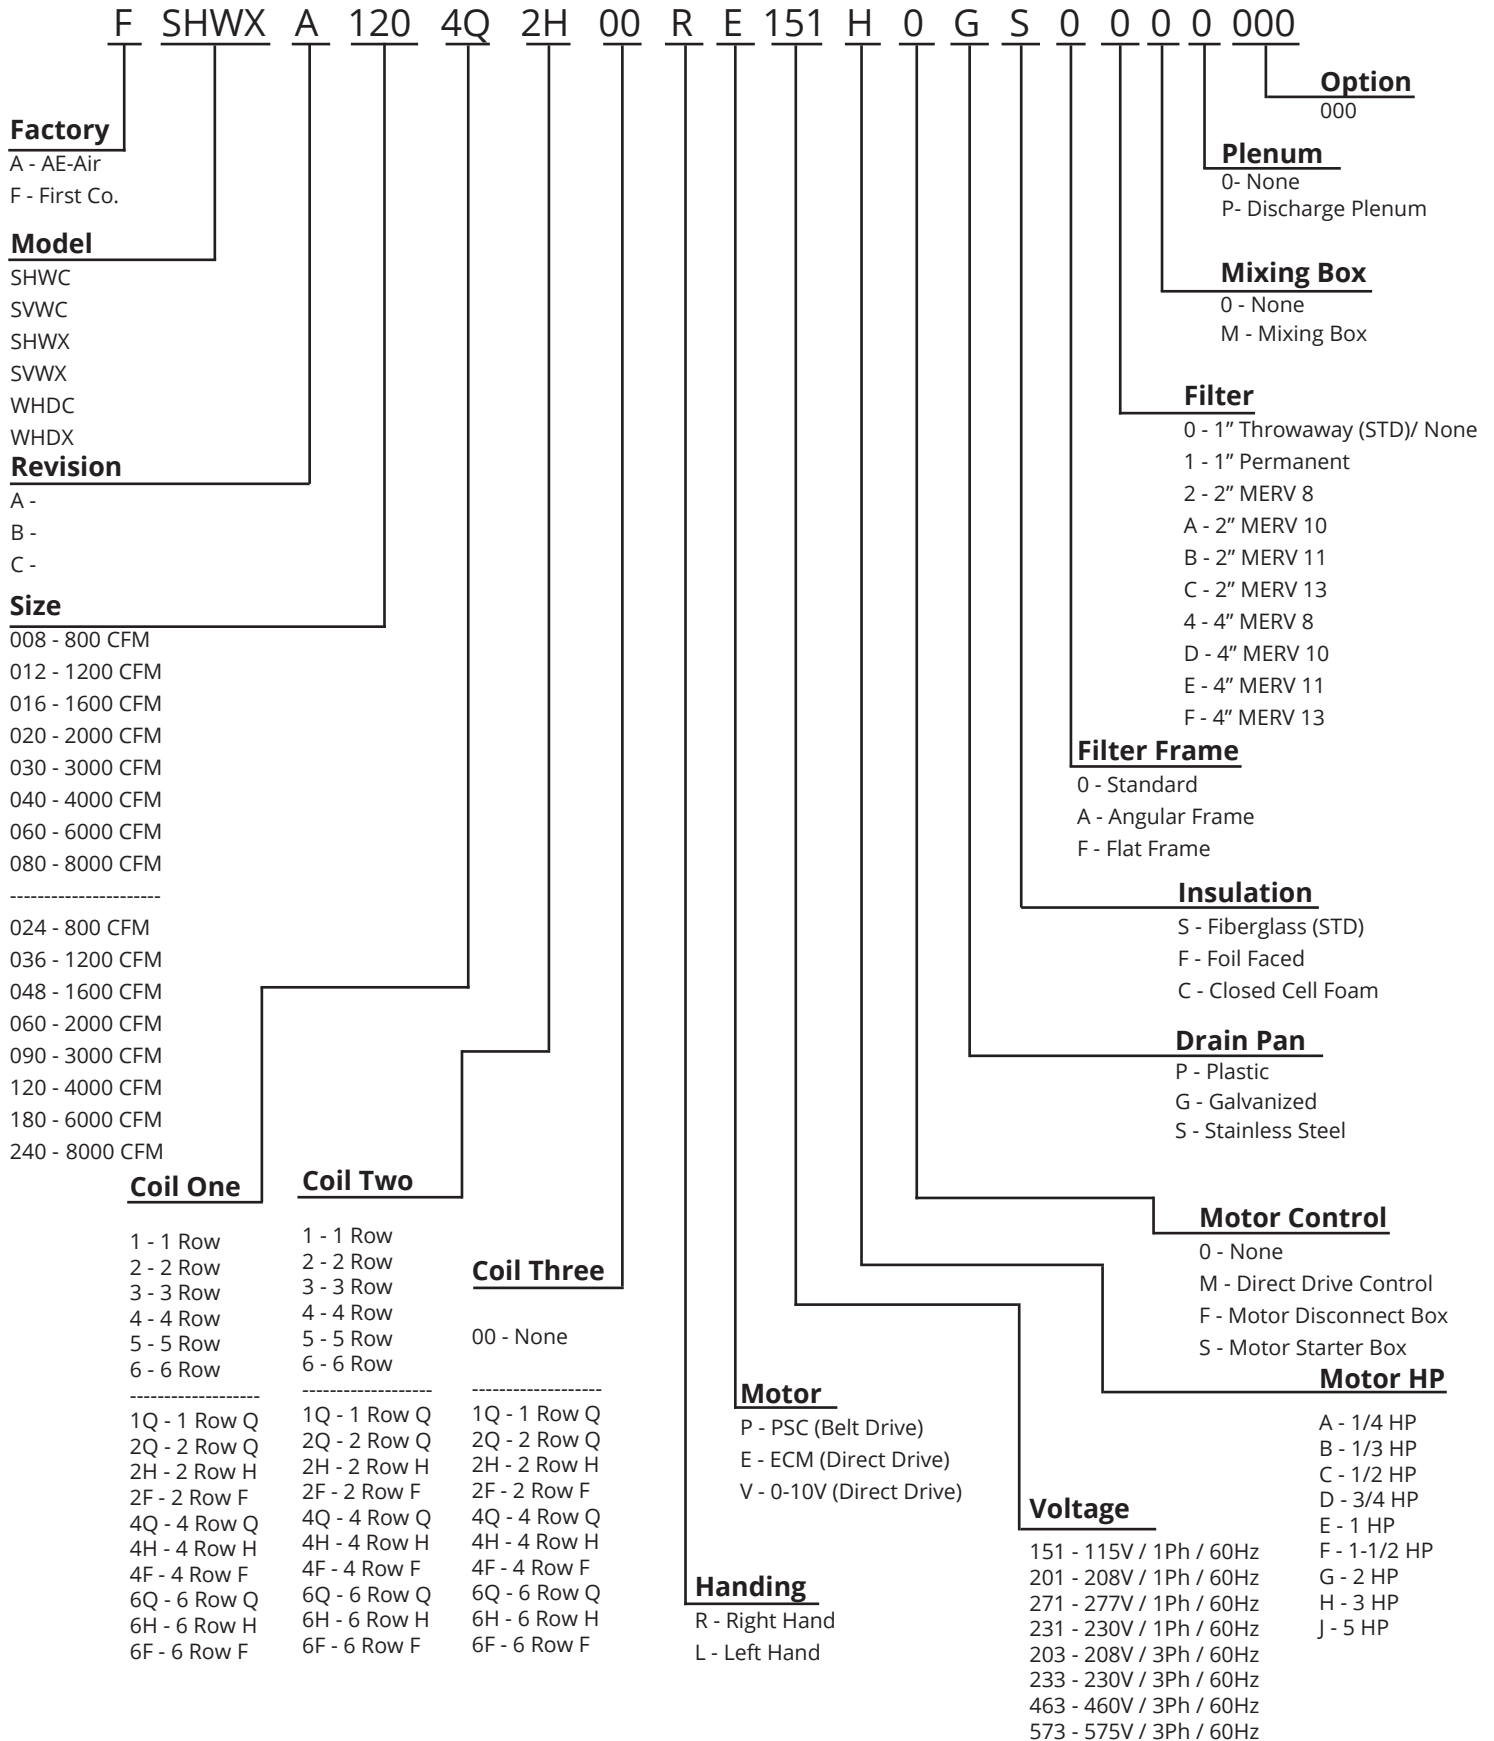 F SHWX A 120 4Q 2H 00 R E 151 H 0 G S 0 0 0 0 000
Factory
A - AE-Air
F - First Co.
Model
SHWC
SVWC
SHWX
SVWX
WHDC
WHDX
Revision
A -
B -
C -
Size
008 - 800 CFM
012 - 1200 CFM
016 - 1600 CFM
020 - 2000 CFM
030 - 3000 CFM
040 - 4000 CFM
060 - 6000 CFM
080 - 8000 CFM
----------------------
024 - 800 CFM
036 - 1200 CFM
048 - 1600 CFM
060 - 2000 CFM
090 - 3000 CFM
120 - 4000 CFM
180 - 6000 CFM
240 - 8000 CFM
Coil One
1 - 1 Row
2 - 2 Row
3 - 3 Row
4 - 4 Row
5 - 5 Row
6 - 6 Row
-------------------
1Q - 1 Row Q
2Q - 2 Row Q
2H - 2 Row H
2F - 2 Row F
4Q - 4 Row Q
4H - 4 Row H
4F - 4 Row F
6Q - 6 Row Q
6H - 6 Row H
6F - 6 Row F
Coil Two
1 - 1 Row
2 - 2 Row
3 - 3 Row
4 - 4 Row
5 - 5 Row
6 - 6 Row
-------------------
1Q - 1 Row Q
2Q - 2 Row Q
2H - 2 Row H
2F - 2 Row F
4Q - 4 Row Q
4H - 4 Row H
4F - 4 Row F
6Q - 6 Row Q
6H - 6 Row H
6F - 6 Row F
Coil Three
00 - None
-------------------
1Q - 1 Row Q
2Q - 2 Row Q
2H - 2 Row H
2F - 2 Row F
4Q - 4 Row Q
4H - 4 Row H
4F - 4 Row F
6Q - 6 Row Q
6H - 6 Row H
6F - 6 Row F
Handing
R - Right Hand
L - Left Hand
Motor
P - PSC (Belt Drive)
E - ECM (Direct Drive)
V - 0-10V (Direct Drive)
Voltage
151 - 115V / 1Ph / 60Hz
201 - 208V / 1Ph / 60Hz
271 - 277V / 1Ph / 60Hz
231 - 230V / 1Ph / 60Hz
203 - 208V / 3Ph / 60Hz
233 - 230V / 3Ph / 60Hz
463 - 460V / 3Ph / 60Hz
573 - 575V / 3Ph / 60Hz
Motor HP
A - 1/4 HP
B - 1/3 HP
C - 1/2 HP
D - 3/4 HP
E - 1 HP
F - 1-1/2 HP
G - 2 HP
H - 3 HP
J - 5 HP
Motor Control
0 - None
M - Direct Drive Control
F - Motor Disconnect Box
S - Motor Starter Box
Drain Pan
P - Plastic
G - Galvanized
S - Stainless Steel
Insulation
S - Fiberglass (STD)
F - Foil Faced
C - Closed Cell Foam
Filter Frame
0 - Standard
A - Angular Frame
F - Flat Frame
Filter
0 - 1” Throwaway (STD)/ None
1 - 1” Permanent
2 - 2” MERV 8
A - 2” MERV 10
B - 2” MERV 11
C - 2” MERV 13
4 - 4” MERV 8
D - 4” MERV 10
E - 4” MERV 11
F - 4” MERV 13
Mixing Box
0 - None
M - Mixing Box
Plenum
0- None
P- Discharge Plenum
Option
000